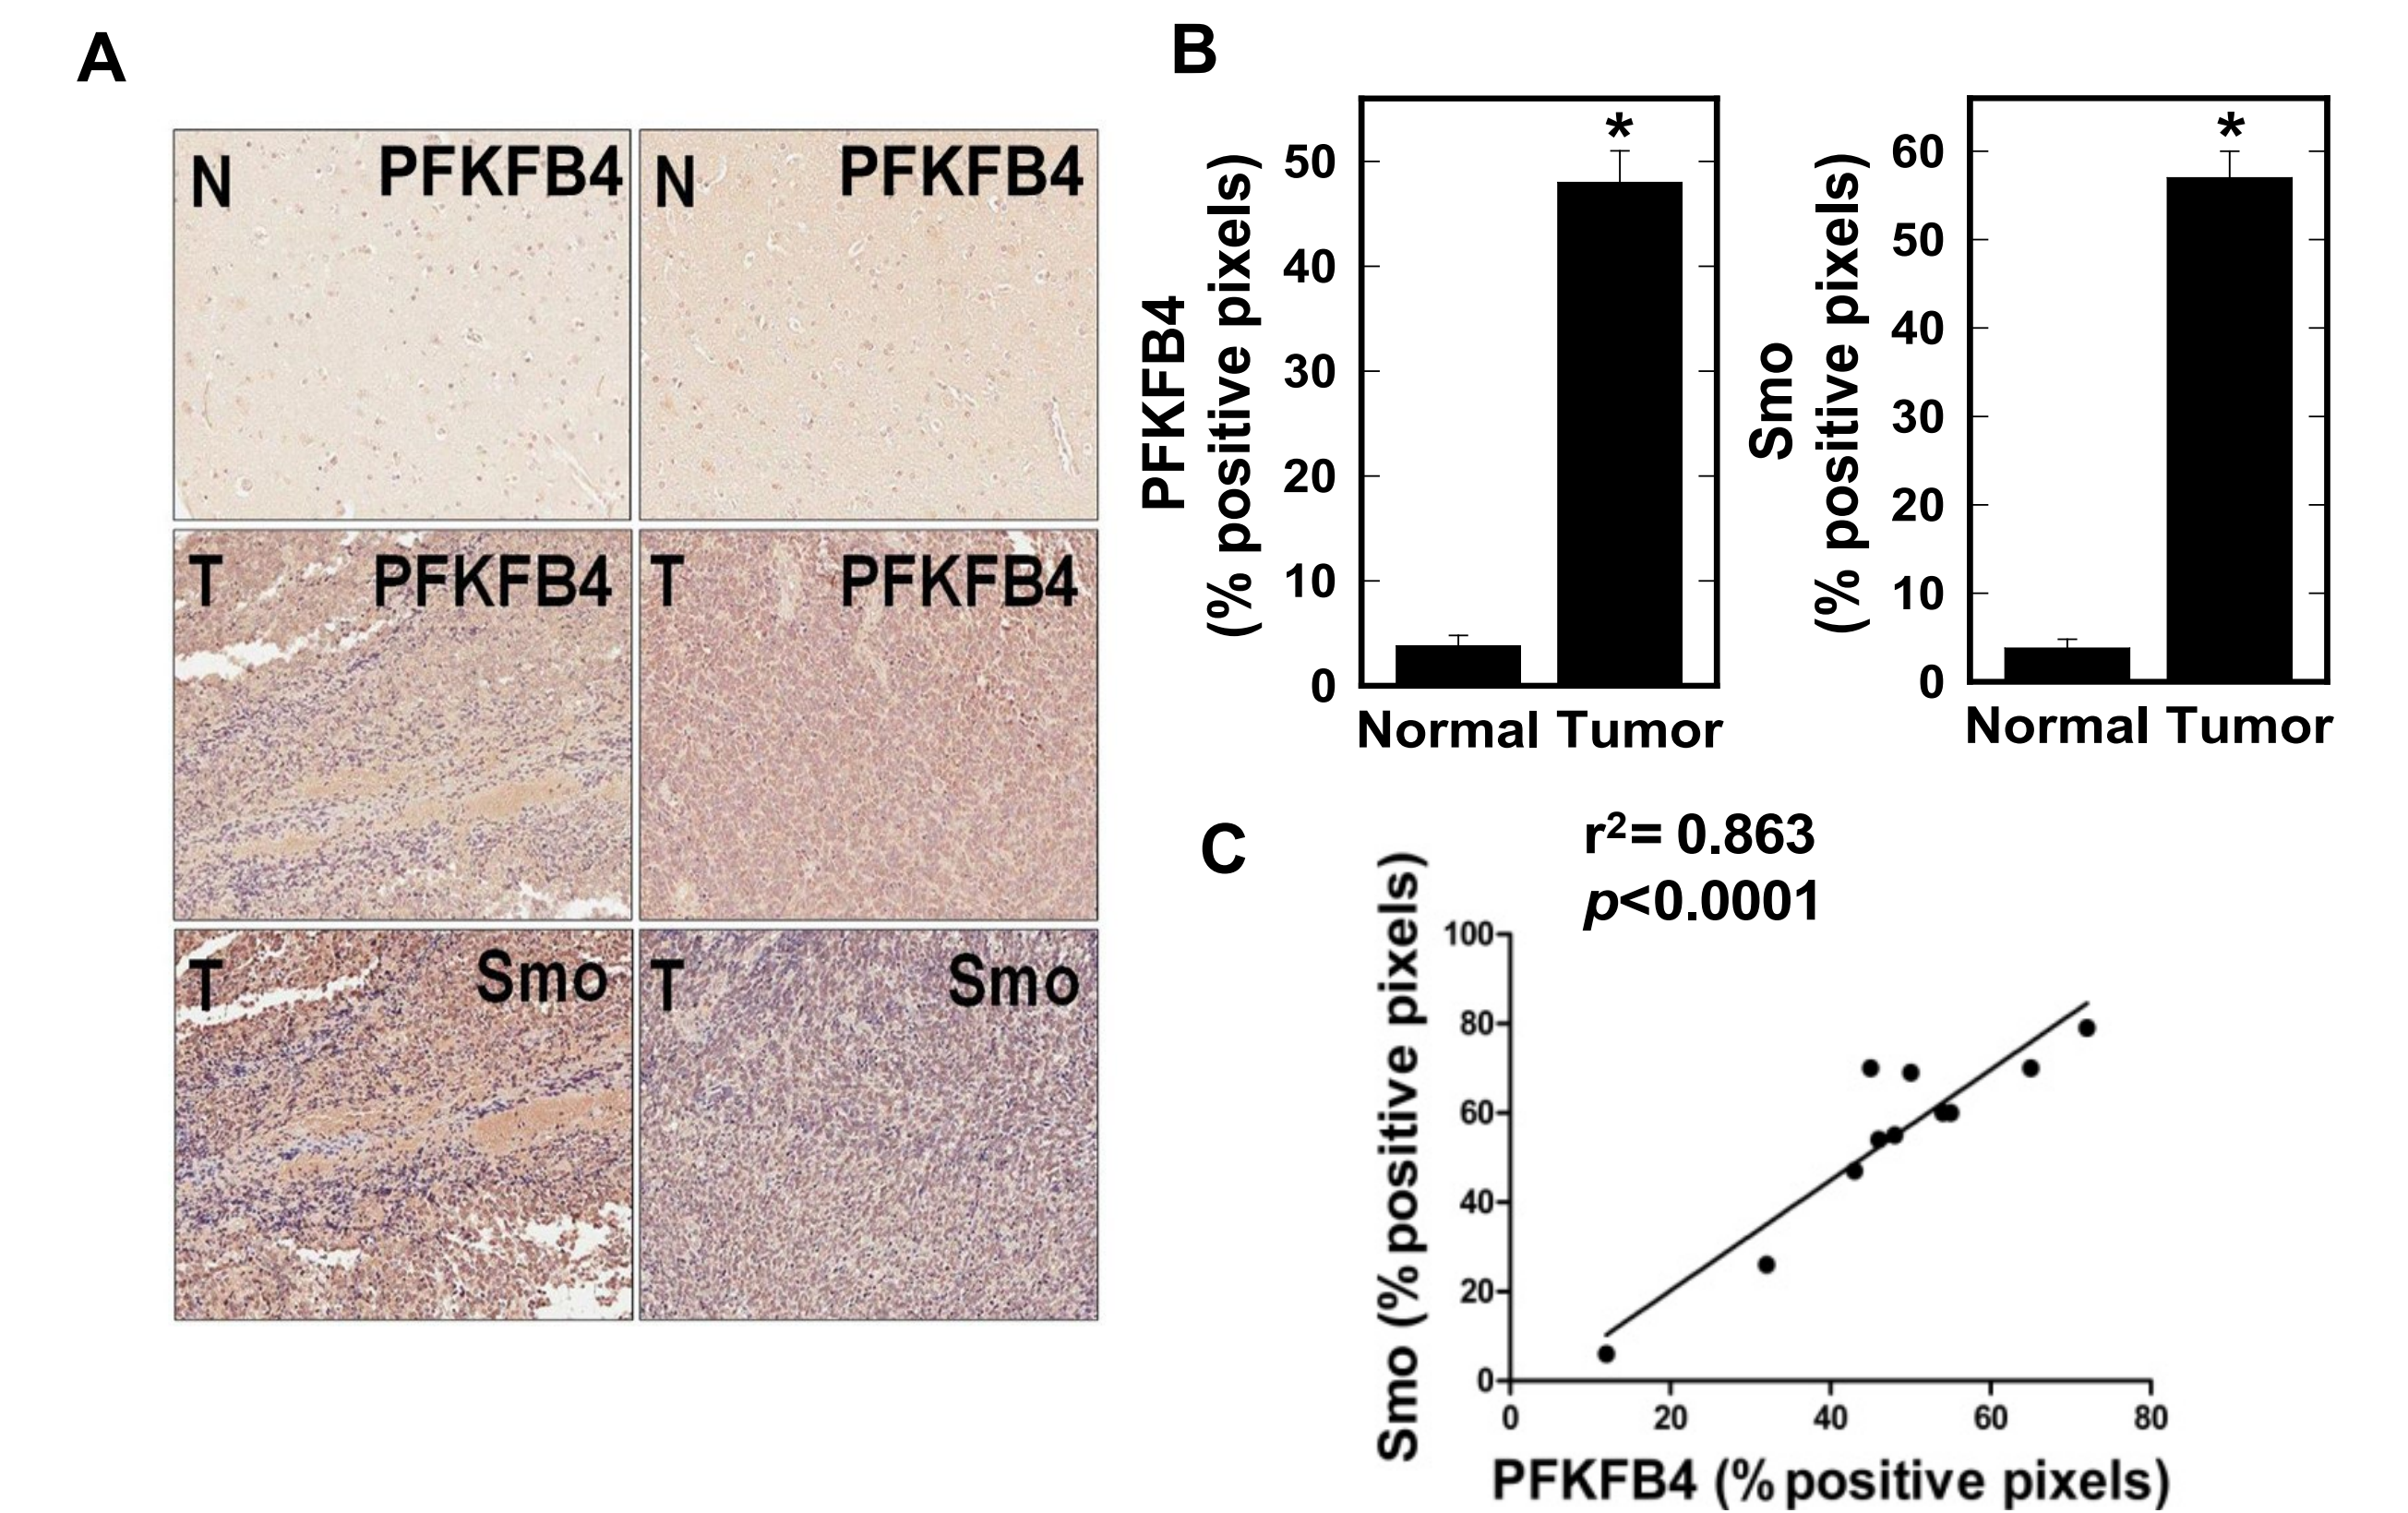 A
N PFKFB4
N PFKFB4
T PFKFB4
T PFKFB4
T Smo
T Smo
B
PFKFB4
(% positive pixels)
50
40
30
20
10
0
*
Normal Tumor
Smo
(% positive pixels)
60
50
40
30
20
10
0
*
Normal Tumor
C
r²= 0.863
p<0.0001
Smo (% positive pixels)
100
80
60
40
20
0
0 20 40 60 80
PFKFB4 (% positive pixels)